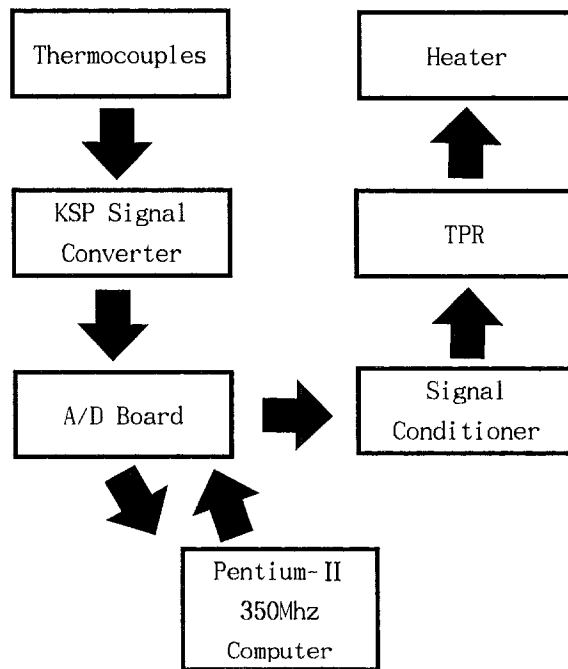 Thermocouples
Heater
KSP Signal
Converter
TPR
A/D Board
Signal
Conditioner
Pentium-Ⅱ
350Mhz
Computer